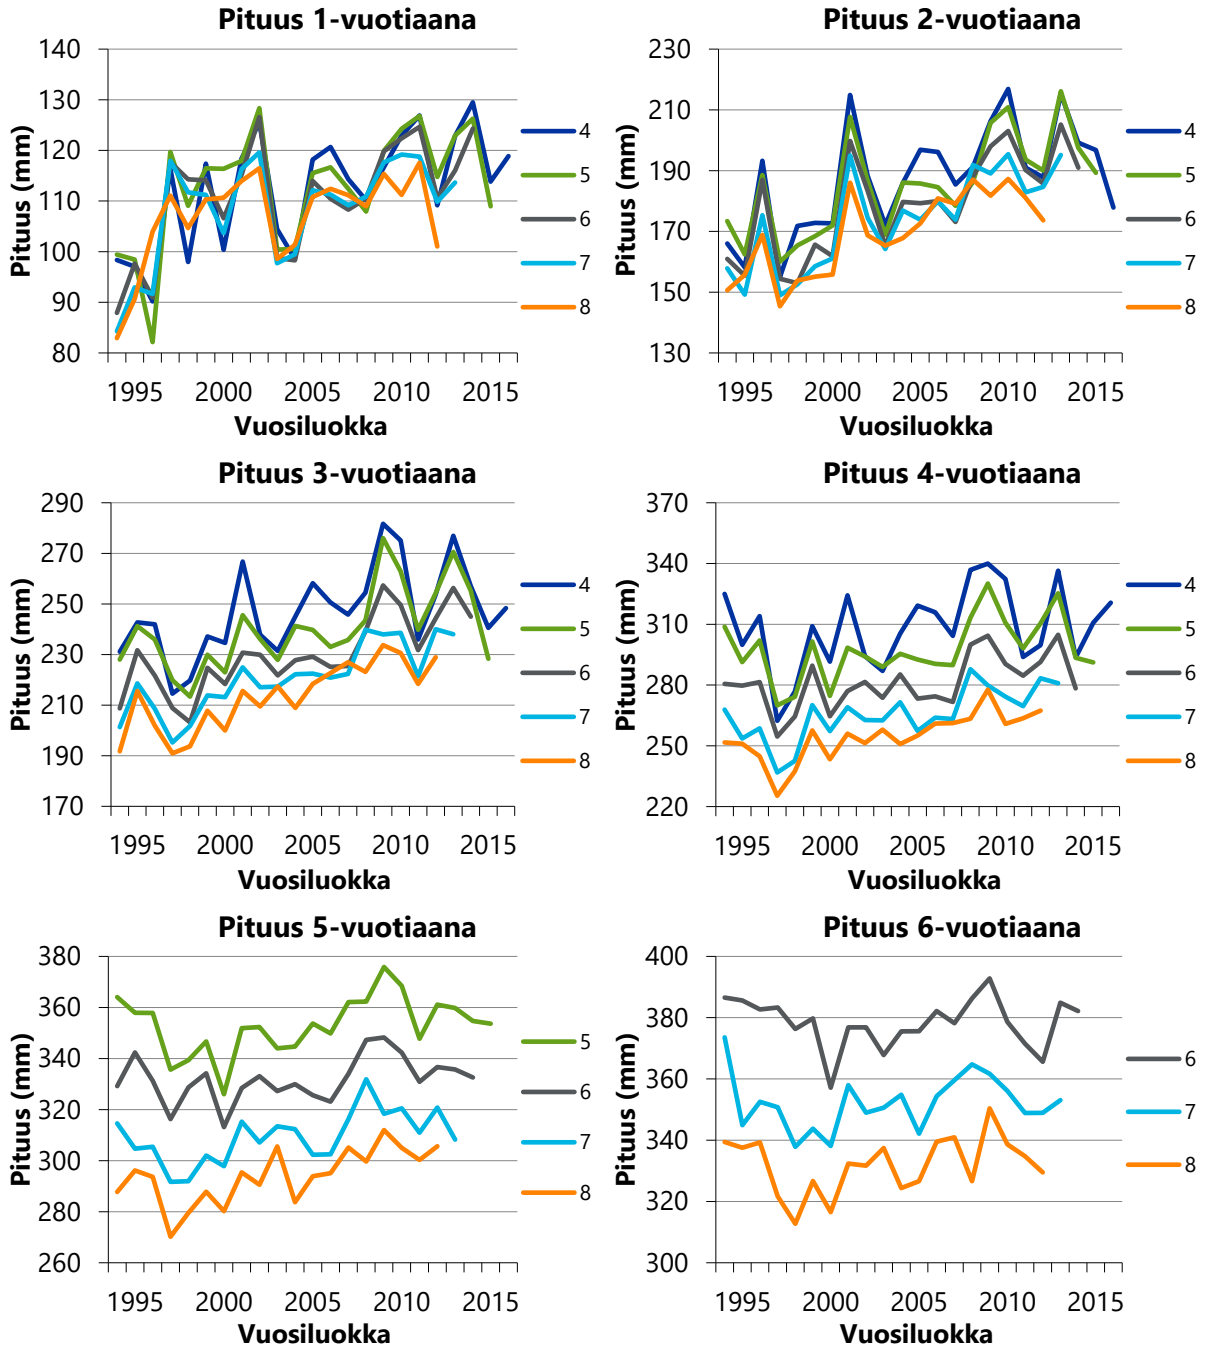 Pituus 1-vuotiaana
Pituus (mm)
140
130
120
110
100
90
80
1995 2000 2005 2010 2015
Vuosiluokka
4
5
6
7
8
Pituus 2-vuotiaana
Pituus (mm)
230
210
190
170
150
130
1995 2000 2005 2010 2015
Vuosiluokka
4
5
6
7
8
Pituus 3-vuotiaana
Pituus (mm)
290
270
250
230
210
190
170
1995 2000 2005 2010 2015
Vuosiluokka
4
5
6
7
8
Pituus 4-vuotiaana
Pituus (mm)
370
340
310
280
250
220
1995 2000 2005 2010 2015
Vuosiluokka
4
5
6
7
8
Pituus 5-vuotiaana
Pituus (mm)
380
360
340
320
300
280
260
1995 2000 2005 2010 2015
Vuosiluokka
5
6
7
8
Pituus 6-vuotiaana
Pituus (mm)
400
380
360
340
320
300
1995 2000 2005 2010 2015
Vuosiluokka
6
7
8